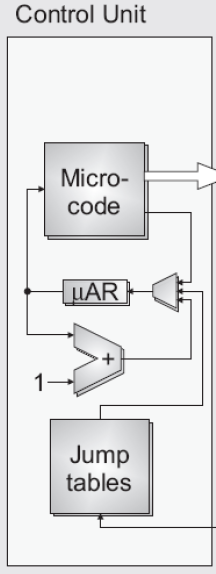 Control Unit
Micro-
code
μAR
+
1
Jump
tables